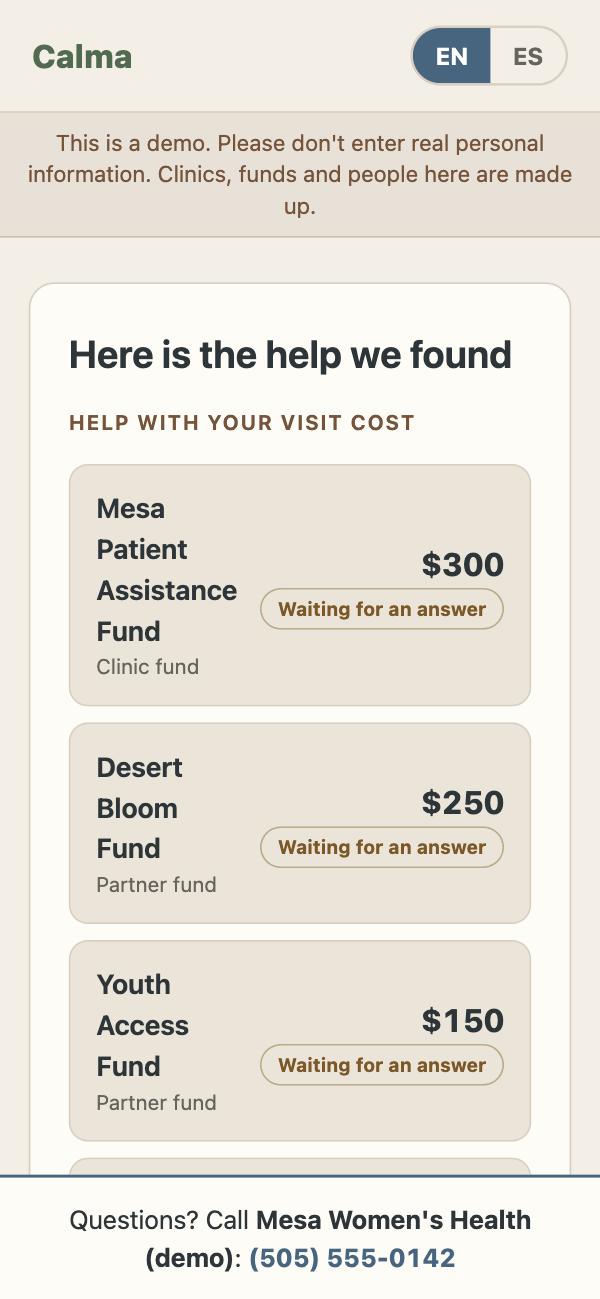 Calma
EN
ES
This is a demo. Please don't enter real personal
information. Clinics, funds and people here are made
up.
Here is the help we found
HELP WITH YOUR VISIT COST
Mesa
Patient
Assistance
Fund
Clinic fund
$300
Waiting for an answer
Desert
Bloom
Fund
Partner fund
$250
Waiting for an answer
Youth
Access
Fund
Partner fund
$150
Waiting for an answer
Questions? Call Mesa Women's Health
(demo): (505) 555-0142